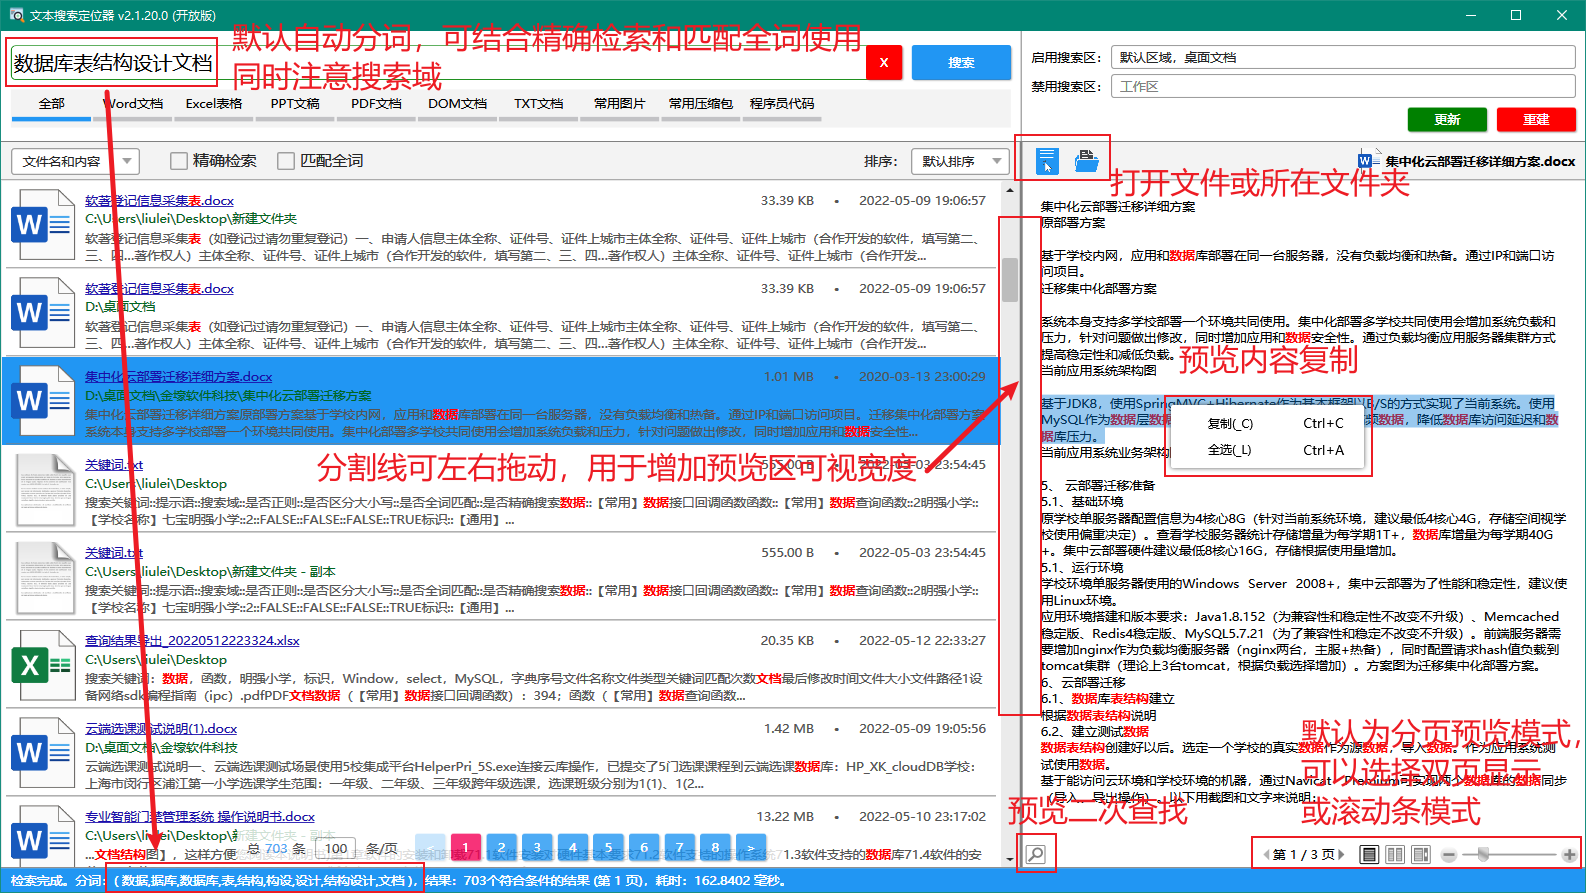 文本搜索定位器 v2.1.20.0 (开放版)
默认自动分词，可结合精确检索和匹配全词使用
同时注意搜索域
数据库表结构设计文档
X
搜索
全部 Word文档 Excel表格 PPT文稿 PDF文档 DOM文档 TXT文档 常用图片 常用压缩包 程序员代码
启用搜索区： 默认区域，桌面文档
禁用搜索区： 工作区
更新 重建
文件名和内容 精确检索 匹配全词 排序： 默认排序
软著登记信息采集表.docx 33.39 KB • 2022-05-09 19:06:57
C:\Users\liulei\Desktop\新建文件夹
软著登记信息采集表（如登记过请勿重复登记）一、申请人信息主体全称、证件号、证件上城市主体全称、证件号、证件上城市（合作开发的软件，填写第二、
三、四...著作权人）主体全称、证件号、证件上城市（合作开发的软件，填写第二、三、四...著作权人）主体全称、证件号、证件上城市（合作开发...
软著登记信息采集表.docx 33.39 KB • 2022-05-09 19:06:57
D:\桌面文档
软著登记信息采集表（如登记过请勿重复登记）一、申请人信息主体全称、证件号、证件上城市主体全称、证件号、证件上城市（合作开发的软件，填写第二、
三、四...著作权人）主体全称、证件号、证件上城市（合作开发的软件，填写第二、三、四...著作权人）主体全称、证件号、证件上城市（合作开发...
集中化云部署迁移详细方案.docx 1.01 MB • 2020-03-13 23:00:29
D:\桌面文档\金壕软件科技\集中化云部署迁移方案
集中化云部署迁移详细方案原部署方案基于学校内网，应用和数据库部署在同一台服务器，没有负载均衡和热备。通过IP和端口访问项目。迁移集中化部署方案
系统本身支持多学校部署一个环境共同使用。集中化部署多学校共同使用会增加系统负载和压力，针对问题做出修改，同时增加应用和数据安全性...
关键词.txt 555.00 B • 2022-05-03 23:54:45
C:\Users\liulei\Desktop
搜索关键词::提示语::搜索域::是否正则::是否区分大小写::是否全词匹配::是否精确搜索数据::【常用】数据接口回调函数函数::【常用】数据查询函数::2明强小学::
【学校名称】七宝明强小学::2::FALSE::FALSE::FALSE::TRUE标识::【通用】...
分割线可左右拖动，用于增加预览区可视宽度
关键词.txt 555.00 B • 2022-05-03 23:54:45
C:\Users\liulei\Desktop\新建文件夹 - 副本
搜索关键词::提示语::搜索域::是否正则::是否区分大小写::是否全词匹配::是否精确搜索数据::【常用】数据接口回调函数函数::【常用】数据查询函数::2明强小学::
【学校名称】七宝明强小学::2::FALSE::FALSE::FALSE::TRUE标识::【通用】...
查询结果导出_20220512223324.xlsx 20.35 KB • 2022-05-12 22:33:27
C:\Users\liulei\Desktop
搜索关键词：数据，函数，明强小学，标识，Window，select，MySQL，字典序号文件名称文件类型关键词匹配次数文档最后修改时间文件大小文件路径1设
备网络sdk编程指南（ipc）.pdfPDF文档数据（【常用】数据接口回调函数）：394；函数（【常用】数据查询函数...
云端选课测试说明(1).docx 1.42 MB • 2022-05-09 19:05:56
D:\桌面文档\金壕软件科技
云端选课测试说明一、云端选课测试场景使用5校集成平台HelperPri_5S.exe连接云库操作，已提交了5门选课课程到云端选课数据库：HP_XK_cloudDB学校：
上海市闵行区浦江第一小学选课学生范围：一年级、二年级、三年级跨年级选课，选课班级分别为1(1)、1(2...
专业智能门禁管理系统 操作说明书.docx 13.22 MB • 2022-05-10 23:17:02
C:\Users\liulei\Desktop\新建文件夹 - 副本
总 703 条 100 条/页 < 1 2 3 4 5 6 7 8 >
...文档结构图】，这样方便 71.3软件支持的数据库71.4软件的安
检索完成。分词：（ 数据,据库,数据库,表,结构,构设,设计,结构设计,文档 ），结果：703个符合条件的结果 (第 1 页)，耗时：162.8402 毫秒。
集中化云部署迁移详细方案.docx
打开文件或所在文件夹
集中化云部署迁移详细方案
原部署方案
基于学校内网，应用和数据库部署在同一台服务器，没有负载均衡和热备。通过IP和端口访
问项目。
迁移集中化部署方案
系统本身支持多学校部署一个环境共同使用。集中化部署多学校共同使用会增加系统负载和
压力，针对问题做出修改，同时增加应用和数据安全性。通过负载均衡应用服务器集群方式
提高稳定性和减低负载。
预览内容复制
当前应用系统架构图
基于JDK8，使用SpringMVC+Hibernate作为基本框架以B/S的方式实现了当前系统。使用
MySQL作为数据层数据 频数据，降低数据库访问延迟和数
据库压力。
复制(_C) Ctrl+C
全选(_L) Ctrl+A
当前应用系统业务架构
5、 云部署迁移准备
5.1、基础环境
原学校单服务器配置信息为4核心8G（针对当前系统环境，建议最低4核心4G，存储空间视学
校使用偏重决定）。查看学校服务器统计存储增量为每学期1T+，数据库增量为每学期40G
+。集中云部署硬件建议最低8核心16G，存储根据使用量增加。
5.1、运行环境
学校环境单服务器使用的Windows Server 2008+，集中云部署为了性能和稳定性，建议使
用Linux环境。
应用环境搭建和版本要求：Java1.8.152（为兼容性和稳定性不改变不升级）、Memcached
稳定版、Redis4稳定版、MySQL5.7.21（为了兼容性和稳定不改变不升级）。前端服务器需
要增加nginx作为负载均衡服务器（nginx两台，主服+热备），同时配置请求hash值负载到
tomcat集群（理论上3台tomcat，根据负载选择增加）。方案图为迁移集中化部署方案。
6、云部署迁移
6.1、数据库表结构建立
根据数据表结构说明
6.2、建立测试数据
数据表结构创建好以后。选定一个学校的真实数据作为源数据，导入数据。作为应用系统测
试使用数据。
基于能访问云环境和学校环境的机器，通过Navicat Premium可实现两个数据库的数据同步
（导入、导出操作）。以下用截图和文字来说明：
默认为分页预览模式，
可以选择双页显示
或滚动条模式
预览二次查找
第 1 / 3 页